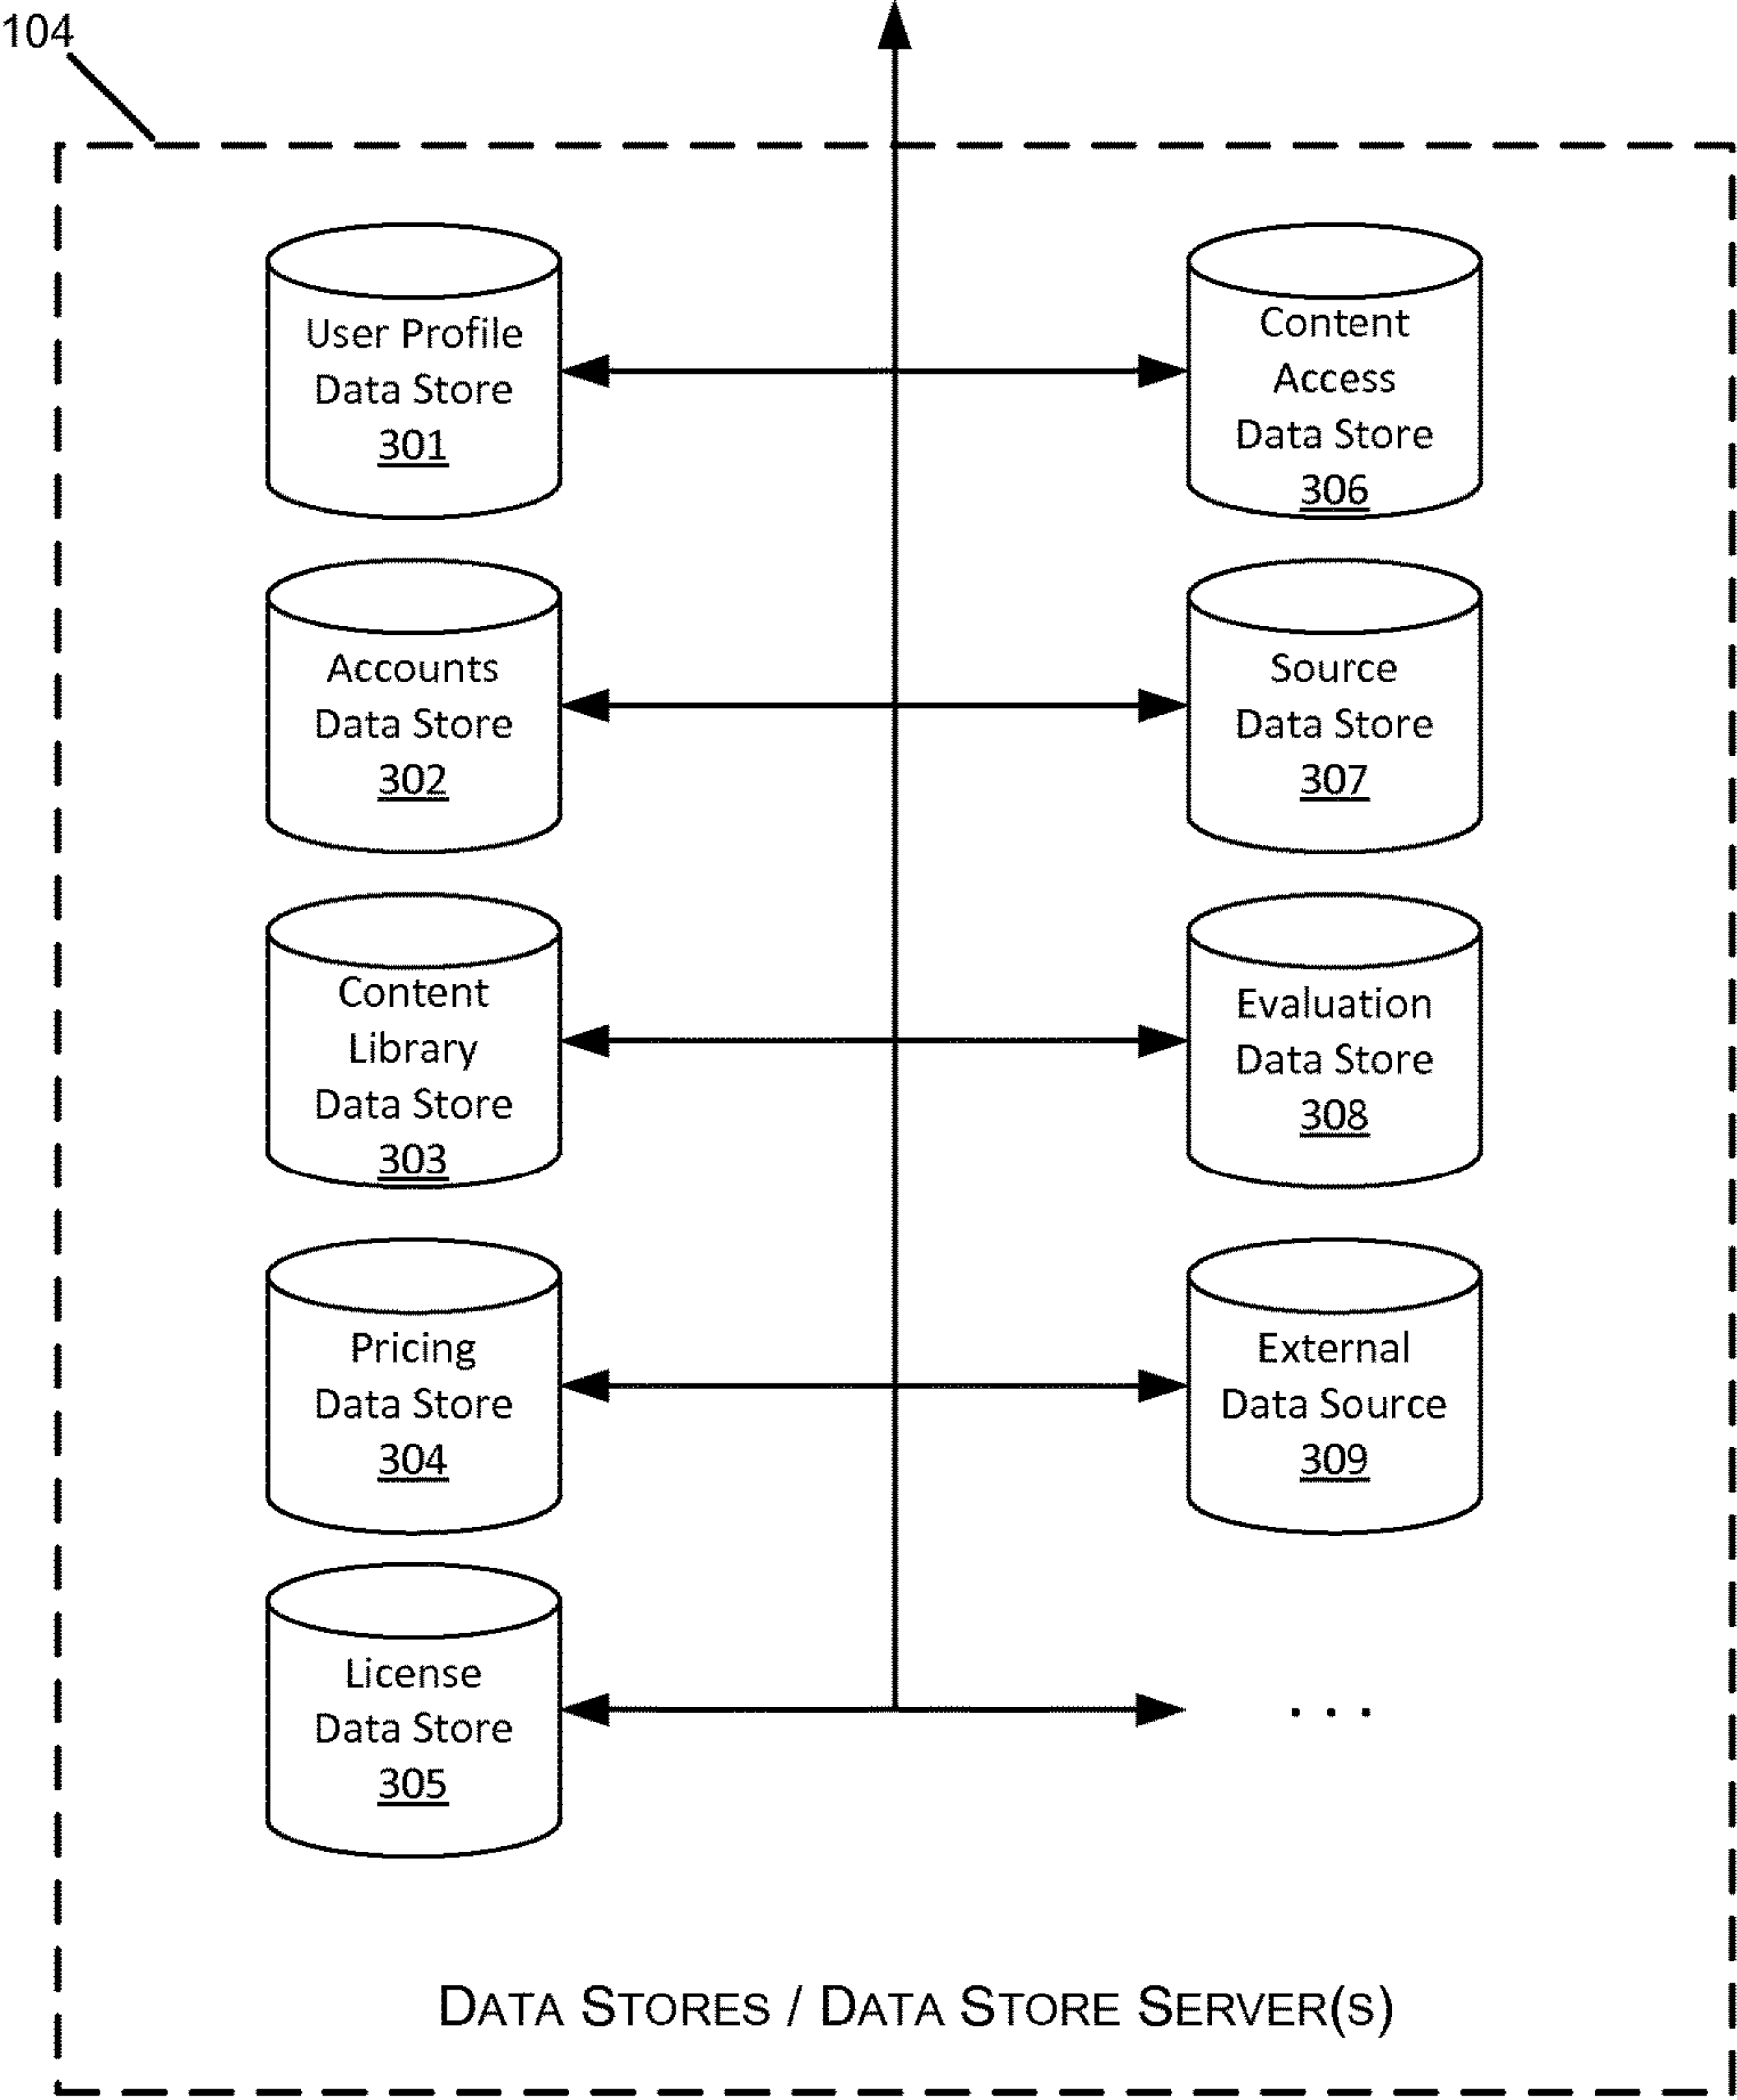 104
User Profile
Data Store
301
Content
Access
Data Store
306
Accounts
Data Store
302
Source
Data Store
307
Content
Library
Data Store
303
Evaluation
Data Store
308
Pricing
Data Store
304
External
Data Source
309
License
Data Store
305
. . .
DATA STORES / DATA STORE SERVER(S)